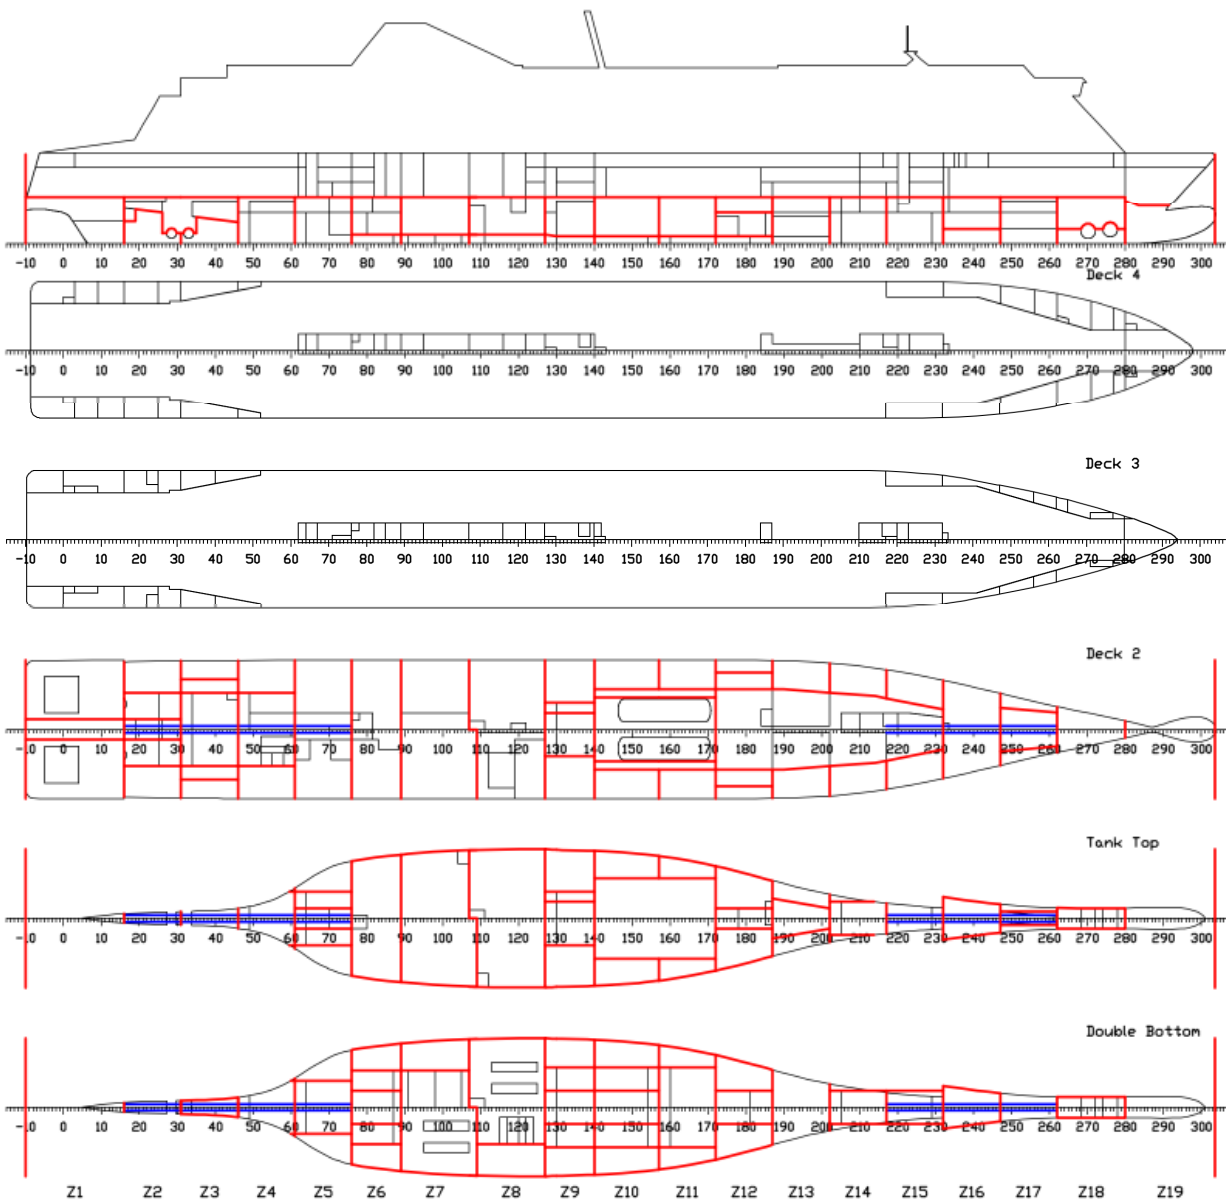 -10 0 10 20 30 40 50 60 70 80 90 100 110 120 130 140 150 160 170 180 190 200 210 220 230 240 250 260 270 280 290 300
Deck 4
-10 0 10 20 30 40 50 60 70 80 90 100 110 120 130 140 150 160 170 180 190 200 210 220 230 240 250 260 270 280 290 300
Deck 3
-10 0 10 20 30 40 50 60 70 80 90 100 110 120 130 140 150 160 170 180 190 200 210 220 230 240 250 260 270 280 290 300
Deck 2
-10 0 10 20 30 40 50 60 70 80 90 100 110 120 130 140 150 160 170 180 190 200 210 220 230 240 250 260 270 280 290 300
Tank Top
-10 0 10 20 30 40 50 60 70 80 90 100 110 120 130 140 150 160 170 180 190 200 210 220 230 240 250 260 270 280 290 300
Double Bottom
-10 0 10 20 30 40 50 60 70 80 90 100 110 120 130 140 150 160 170 180 190 200 210 220 230 240 250 260 270 280 290 300
Z1 Z2 Z3 Z4 Z5 Z6 Z7 Z8 Z9 Z10 Z11 Z12 Z13 Z14 Z15 Z16 Z17 Z18 Z19